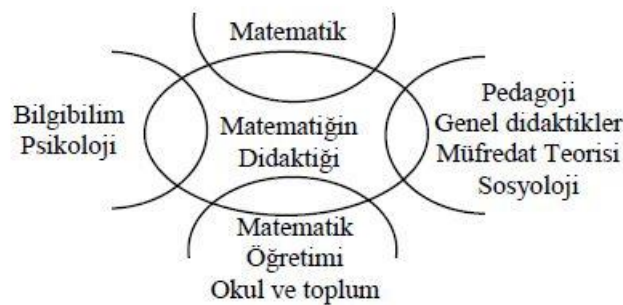 Matematik
Bilgibilim
Psikoloji
Matematiğin
Didaktiği
Pedagoji
Genel didaktikler
Müfredat Teorisi
Sosyoloji
Matematik
Öğretimi
Okul ve toplum